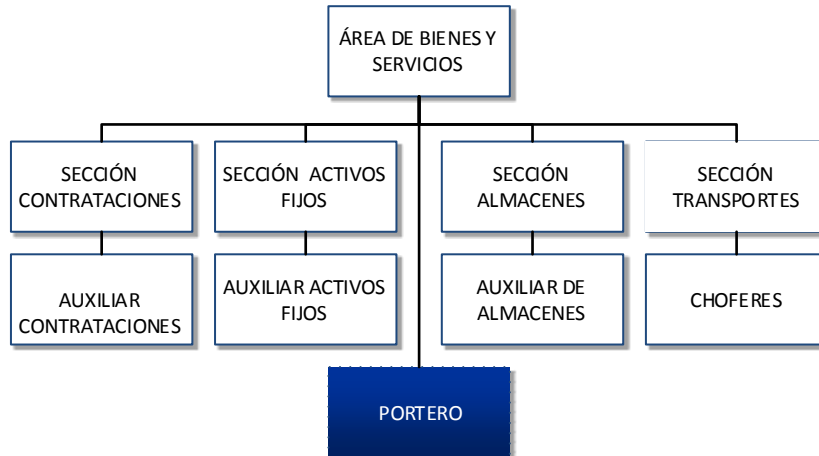 ÁREA DE BIENES Y
SERVICIOS
SECCIÓN
CONTRATACIONES
SECCIÓN ACTIVOS
FIJOS
SECCIÓN
ALMACENES
SECCIÓN
TRANSPORTES
AUXILIAR
CONTRATACIONES
AUXILIAR ACTIVOS
FIJOS
AUXILIAR DE
ALMACENES
CHOFERES
PORTERO